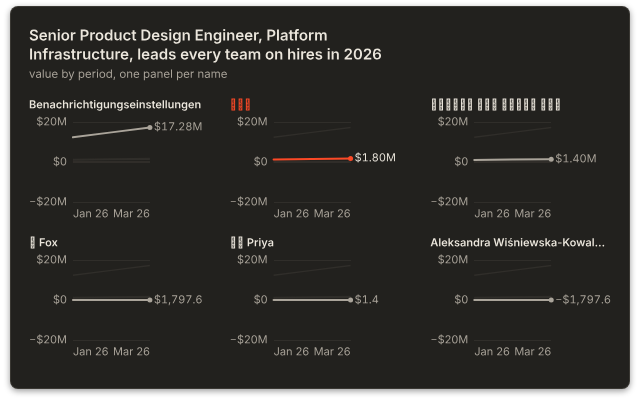 Senior Product Design Engineer, Platform
Infrastructure, leads every team on hires in 2026
value by period, one panel per name
Benachrichtigungseinstellungen
$20M
$0
−$20M
$17.28M
Jan 26 Mar 26
$20M
$0
−$20M
$1.80M
Jan 26 Mar 26
$20M
$0
−$20M
$1.40M
Jan 26 Mar 26
Fox
$20M
$0
−$20M
$1,797.6
Jan 26 Mar 26
Priya
$20M
$0
−$20M
$1.4
Jan 26 Mar 26
Aleksandra Wiśniewska-Kowal...
$20M
$0
−$20M
−$1,797.6
Jan 26 Mar 26